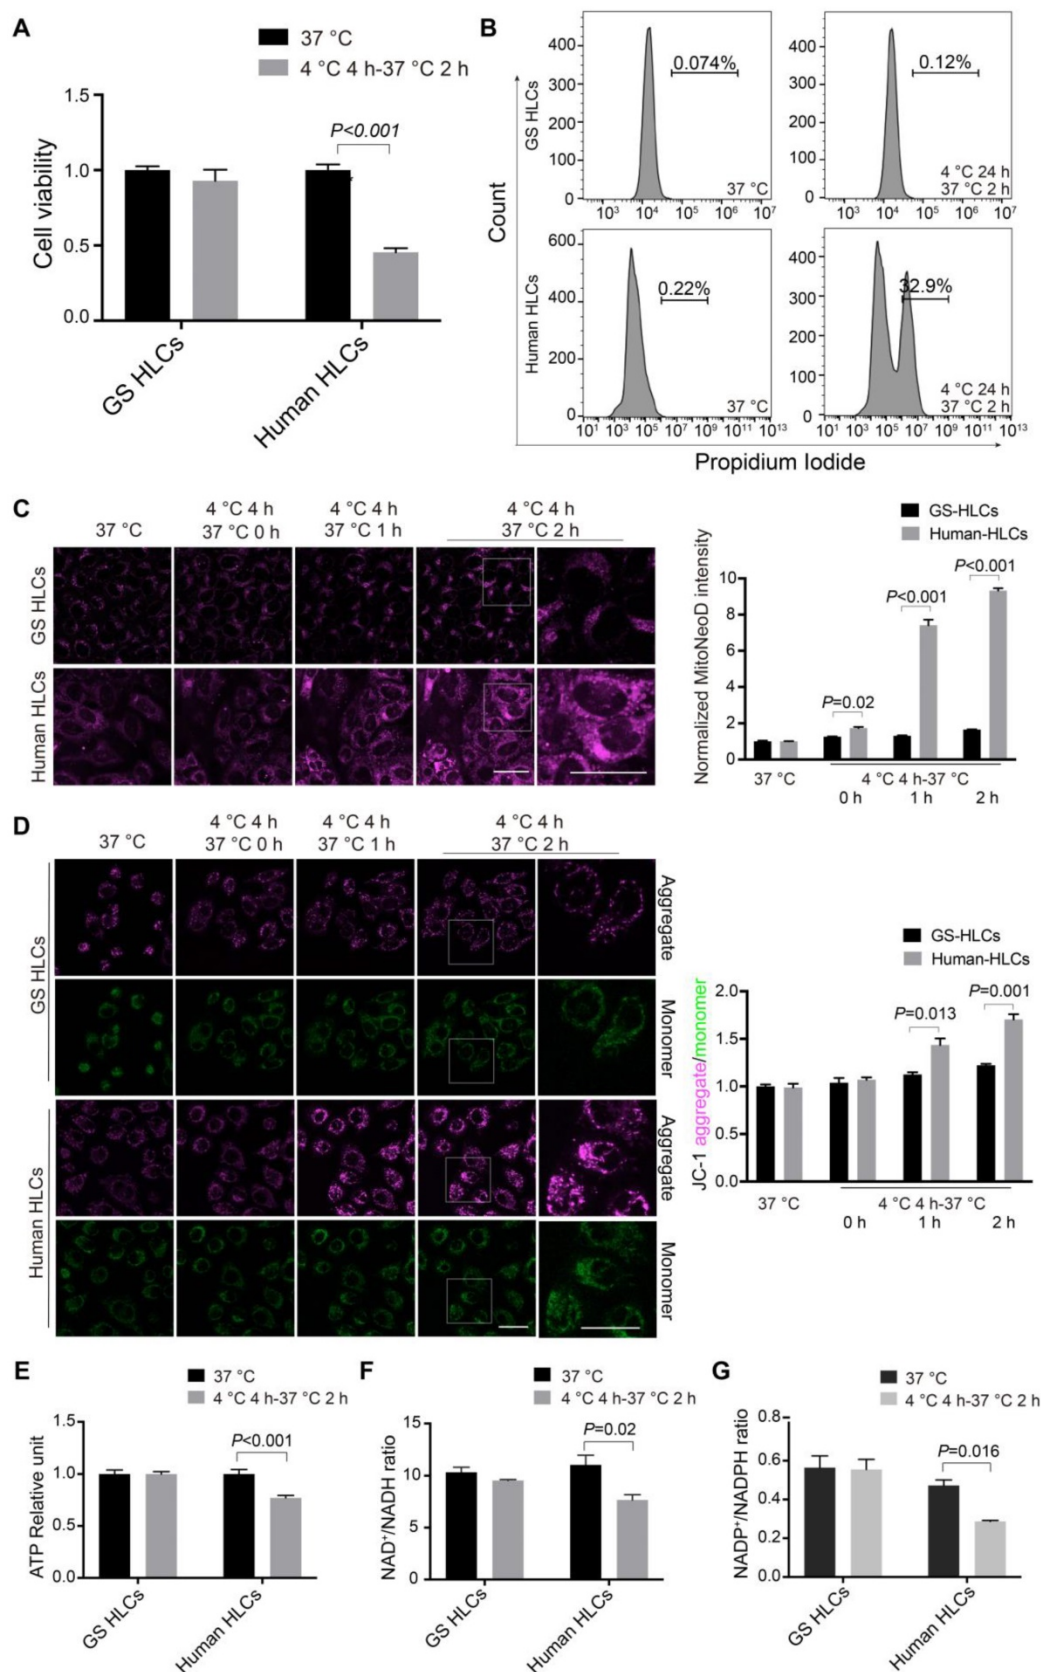 A
37 °C
4 °C 4 h-37 °C 2 h
1.5
1.0
0.5
0.0
Cell viability
P<0.001
GS HLCs
Human HLCs
B
Count
GS HLCs
400
300
200
100
0
0.074%
37 °C
10³ 10⁴ 10⁵ 10⁶ 10⁷
400
300
200
100
0
0.12%
4 °C 24 h
37 °C 2 h
10³ 10⁴ 10⁵ 10⁶ 10⁷
Human HLCs
600
400
200
0
0.22%
37 °C
10¹ 10³ 10⁵ 10⁷ 10⁹ 10¹¹ 10¹³
400
300
200
100
0
32.9%
4 °C 24 h
37 °C 2 h
10¹ 10³ 10⁵ 10⁷ 10⁹ 10¹¹ 10¹³
Propidium Iodide
C
37 °C
4 °C 4 h
37 °C 0 h
4 °C 4 h
37 °C 1 h
4 °C 4 h
37 °C 2 h
GS HLCs
Human HLCs
GS-HLCs
Human-HLCs
Normalized MitoNeoD intensity
10
8
6
4
2
0
P=0.02
P<0.001
P<0.001
37 °C
4 °C 4 h-37 °C
0 h 1 h 2 h
D
37 °C
4 °C 4 h
37 °C 0 h
4 °C 4 h
37 °C 1 h
4 °C 4 h
37 °C 2 h
GS HLCs
Human HLCs
Aggregate
Monomer
Aggregate
Monomer
GS-HLCs
Human-HLCs
JC-1 aggregate/monomer
2.0
1.5
1.0
0.5
0.0
P=0.013
P=0.001
37 °C
4 °C 4 h-37 °C
0 h 1 h 2 h
E
37 °C
4 °C 4 h-37 °C 2 h
ATP Relative unit
1.5
1.0
0.5
0.0
P<0.001
GS HLCs
Human HLCs
F
37 °C
4 °C 4 h-37 °C 2 h
NAD⁺/NADH ratio
15
10
5
0
P=0.02
GS HLCs
Human HLCs
G
37 °C
4 °C 4 h-37 °C 2 h
NADP⁺/NADPH ratio
0.8
0.6
0.4
0.2
0.0
P=0.016
GS HLCs
Human HLCs